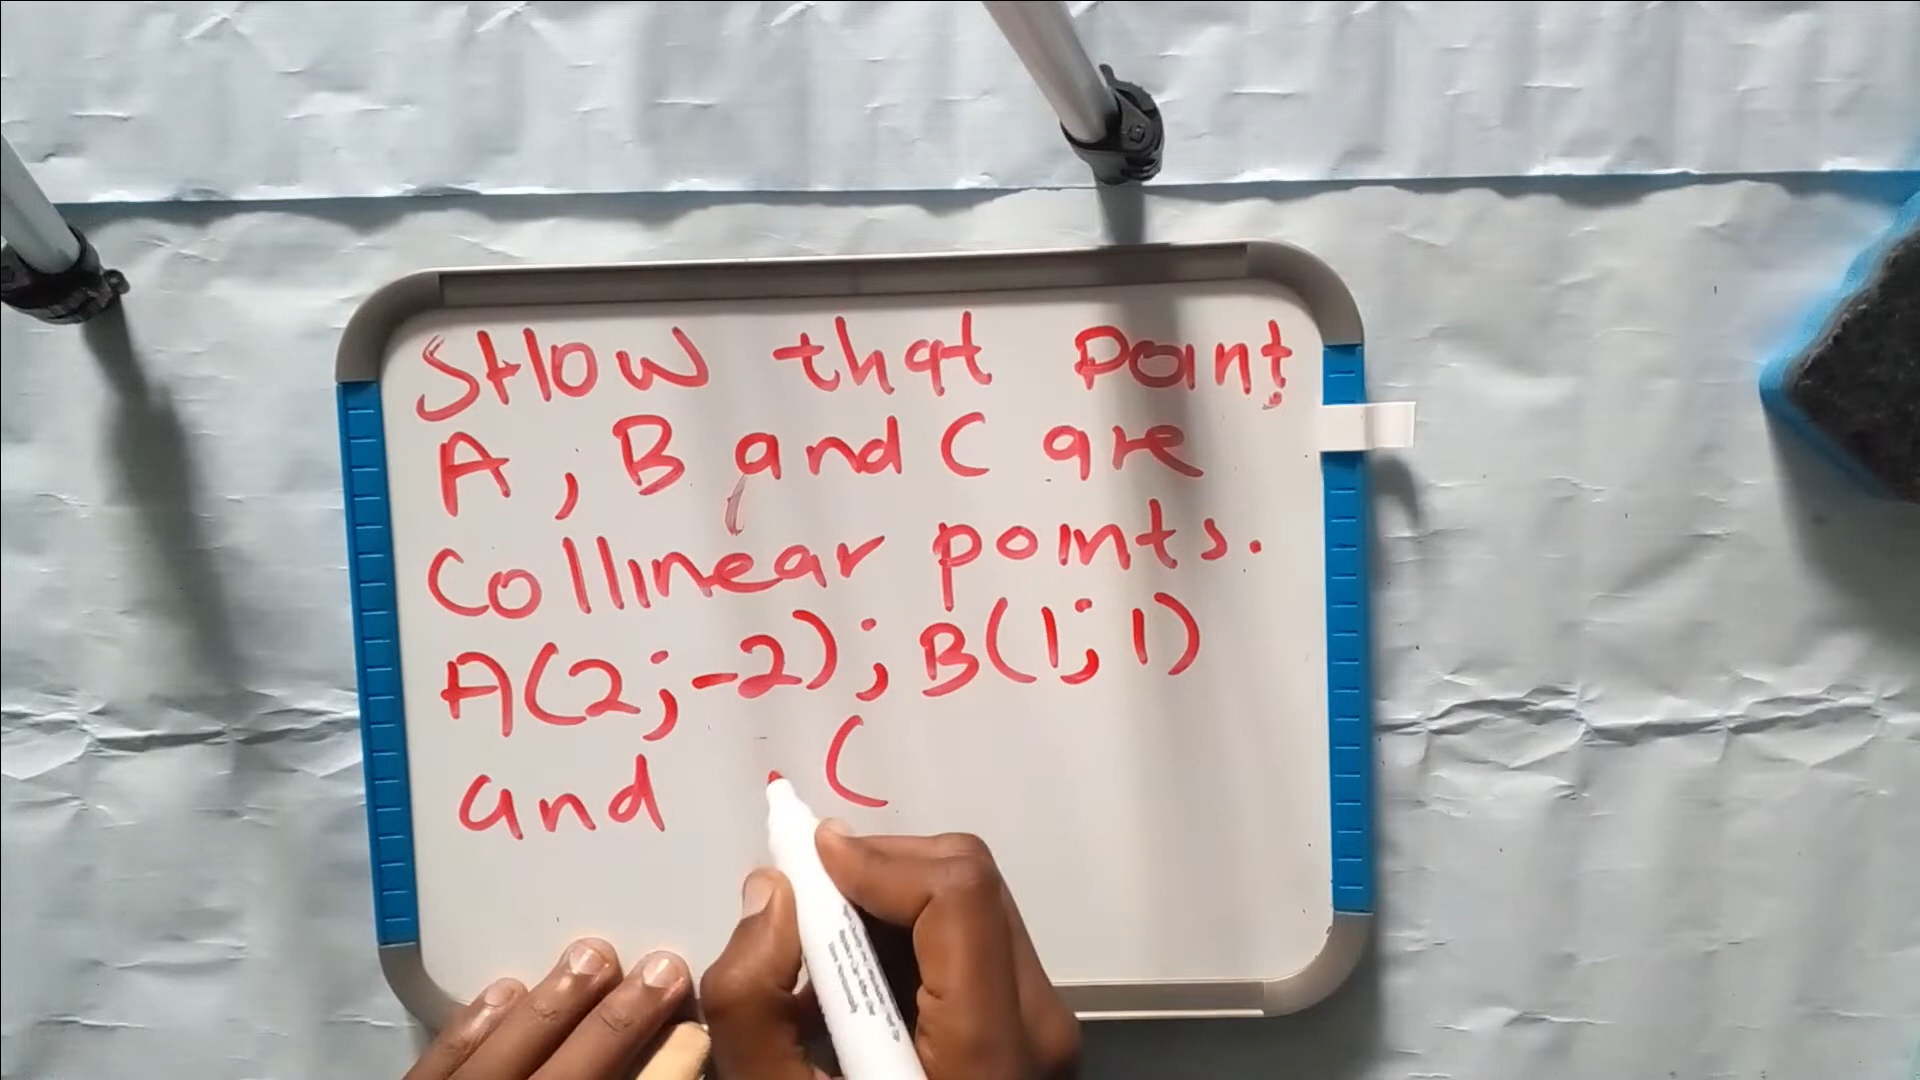 SHow that Point,
A, B and C are
Collinear points.
A(2;-2); B(1;1)
and (